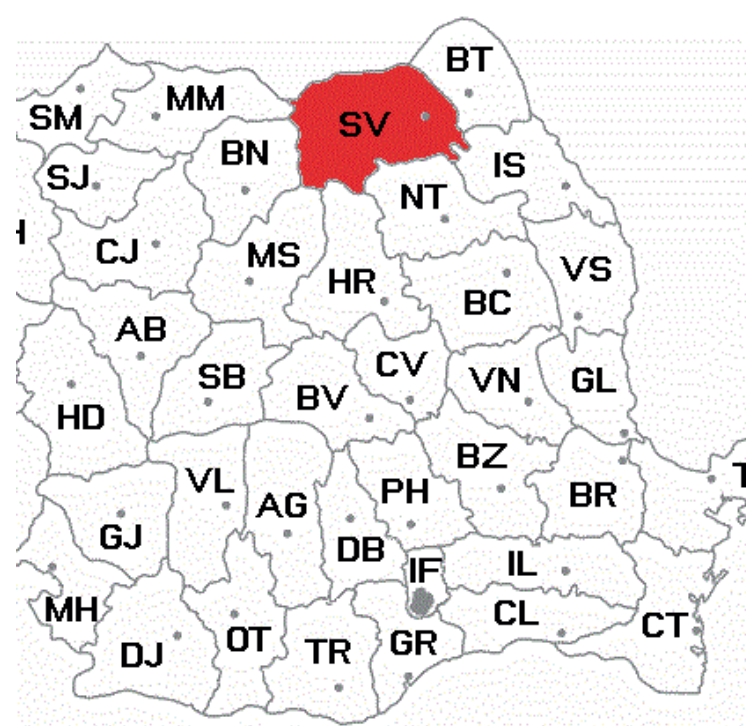 BT
MM
SM
SV
BN
IS
SJ
NT
CJ
MS
VS
HR
BC
AB
CV
SB
VN
GL
BV
HD
BZ
VL
PH
BR
AG
GJ
DB
IF
IL
MH
CL
OT
CT
GR
DJ
TR